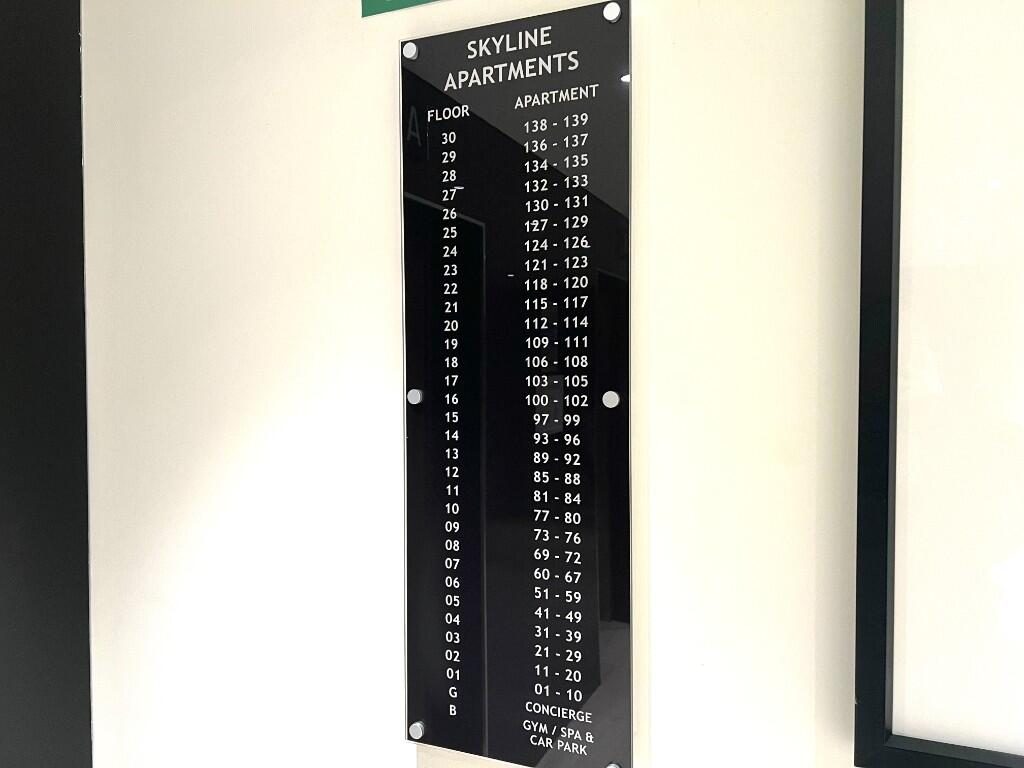 SKYLINE
APARTMENTS
FLOOR APARTMENT
30 138 - 139
29 136 - 137
28 134 - 135
27 132 - 133
26 130 - 131
25 127 - 129
24 124 - 126
23 121 - 123
22 118 - 120
21 115 - 117
20 112 - 114
19 109 - 111
18 106 - 108
17 103 - 105
16 100 - 102
15 97 - 99
14 93 - 96
13 89 - 92
12 85 - 88
11 81 - 84
10 77 - 80
09 73 - 76
08 69 - 72
07 60 - 67
06 51 - 59
05 41 - 49
04 31 - 39
03 21 - 29
02 11 - 20
01 01 - 10
G CONCIERGE
B GYM / SPA &
CAR PARK